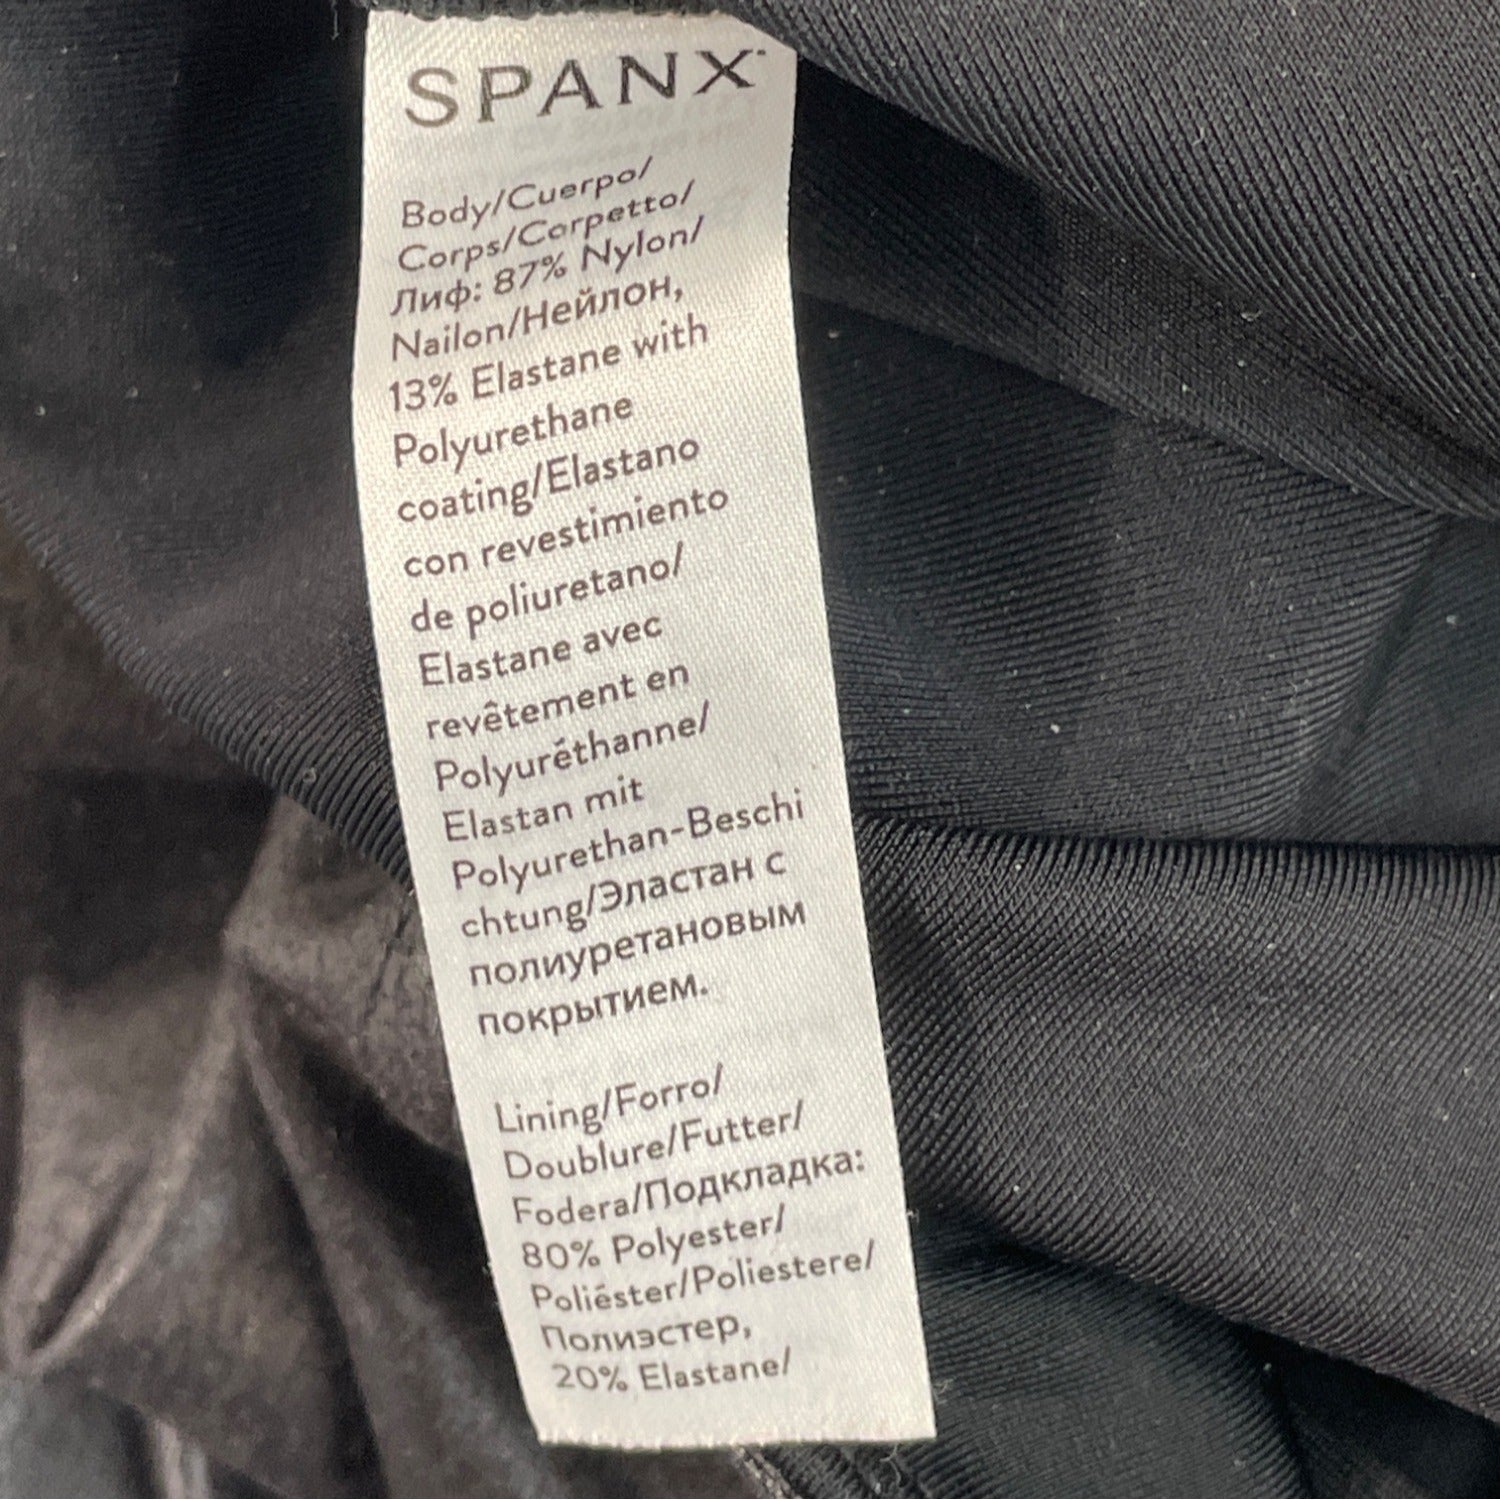 SPANX
Body/Cuerpo/
Corps/Corpetto/
Лиф: 87% Nylon/
Nailon/Нейлон,
13% Elastane with
Polyurethane
coating/Elastano
con revestimiento
de poliuretano/
Elastane avec
revêtement en
Polyuréthanne/
Elastan mit
Polyurethan-Beschi
chtung/Эластан с
полиуретановым
покрытием.
Lining/Forro/
Doublure/Futter/
Fodera/Подкладка:
80% Polyester/
Poliéster/Poliestere/
Полиэстер,
20% Elastane/